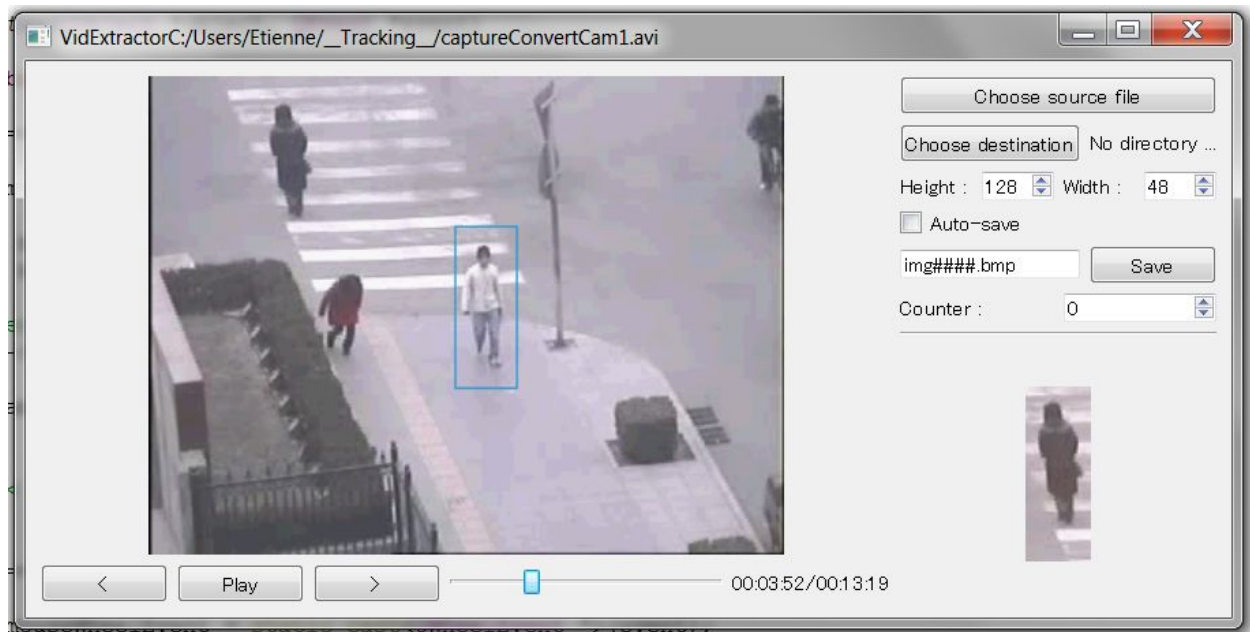 VidExtractorC:/Users/Etienne/__Tracking__/captureConvertCam1.avi
Choose source file
Choose destination No directory ...
Height : 128 Width : 48
Auto-save
img####.bmp Save
Counter : 0
< Play > 00:03:52/00:13:19